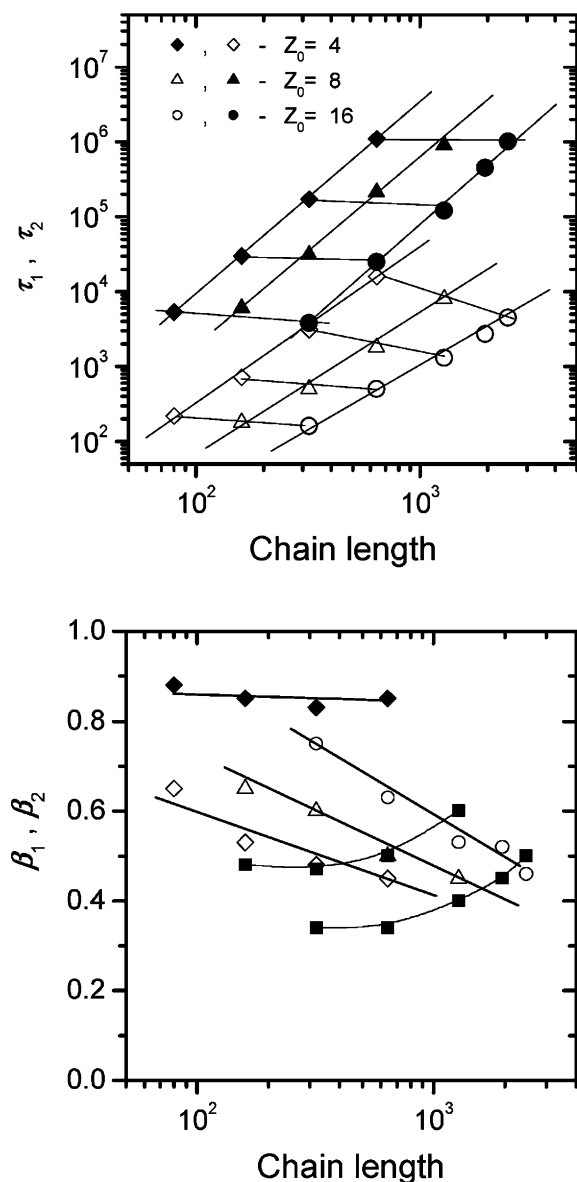 ◆ , ◇ - Z₀= 4
△ , ▲ - Z₀= 8
○ , ● - Z₀= 16
10⁷
10⁶
10⁵
10⁴
10³
10²
τ₁ , τ₂
10² 10³
Chain length
1.0
0.8
0.6
0.4
0.2
0.0
β₁ , β₂
10² 10³
Chain length